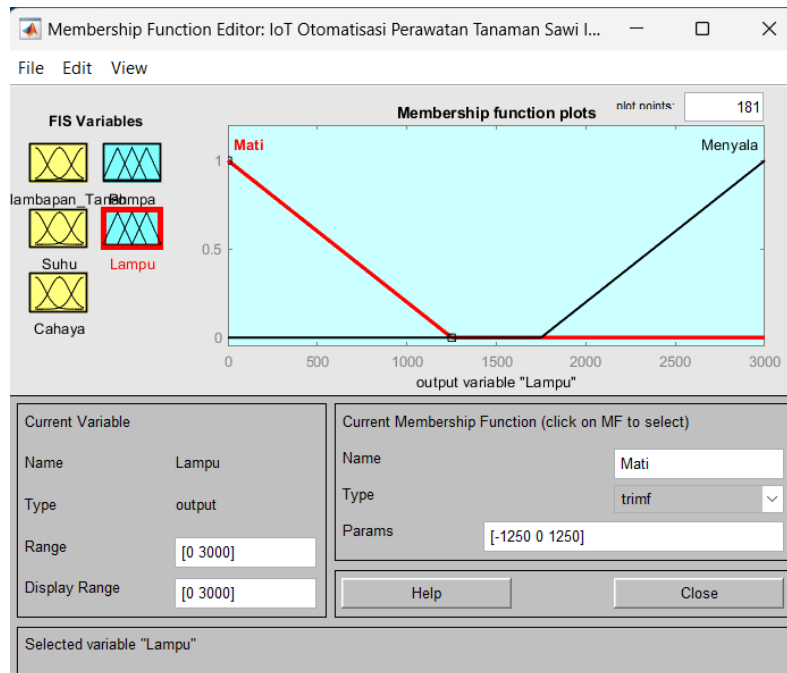 Membership Function Editor: IoT Otomatisasi Perawatan Tanaman Sawi I...
File Edit View
FIS Variables
Membership function plots
plot points:
181
Pompa
Suhu
Lampu
Cahaya
Mati
Menyala
1
0.5
0
0 500 1000 1500 2000 2500 3000
output variable "Lampu"
Current Variable
Name Lampu
Type output
Range [0 3000]
Display Range [0 3000]
Current Membership Function (click on MF to select)
Name Mati
Type trimf
Params [-1250 0 1250]
Help Close
Selected variable "Lampu"